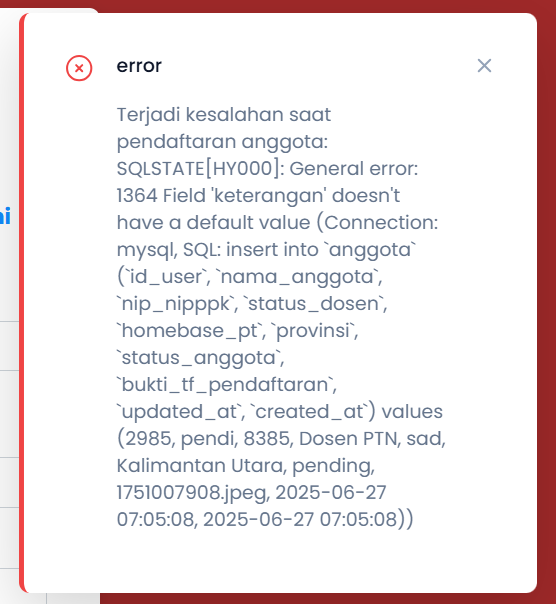 error
Terjadi kesalahan saat
pendaftaran anggota:
SQLSTATE[HY000]: General error:
1364 Field 'keterangan' doesn't
have a default value (Connection:
mysql, SQL: insert into `anggota`
(`id_user`, `nama_anggota`,
`nip_nipppk`, `status_dosen`,
`homebase_pt`, `provinsi`,
`status_anggota`,
`bukti_tf_pendaftaran`,
`updated_at`, `created_at`) values
(2985, pendi, 8385, Dosen PTN, sad,
Kalimantan Utara, pending,
1751007908.jpeg, 2025-06-27
07:05:08, 2025-06-27 07:05:08))